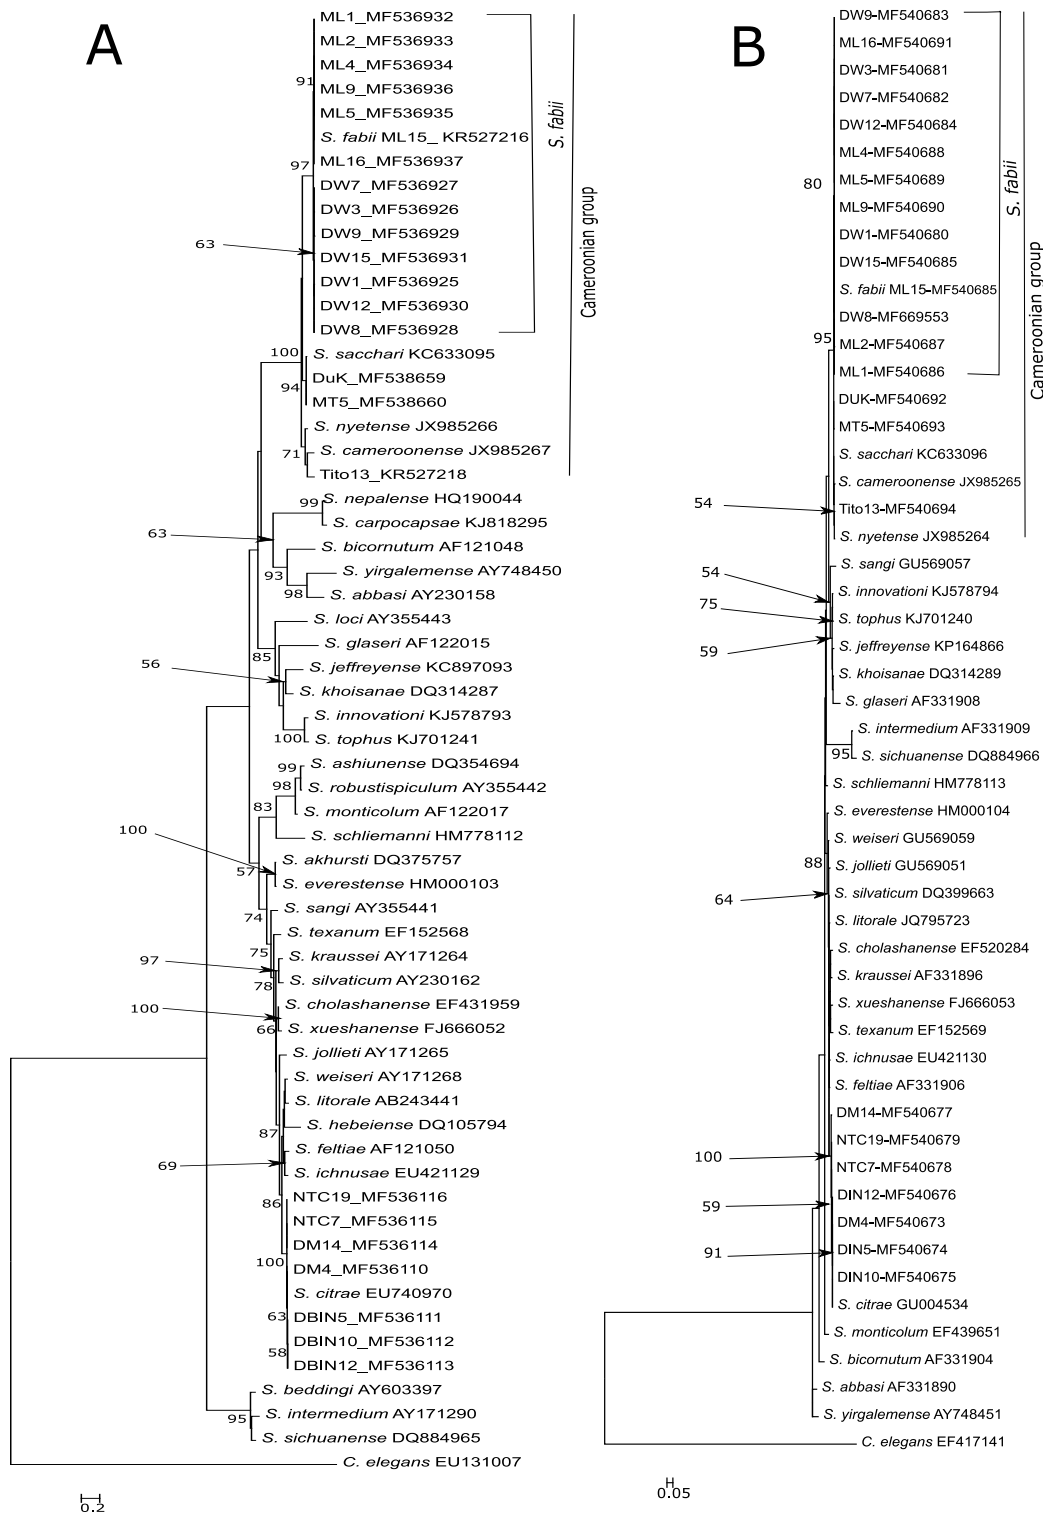 A
ML1_MF536932
ML2_MF536933
ML4_MF536934
91
ML9_MF536936
ML5_MF536935
S. fabii ML15_ KR527216
ML16_MF536937
97
DW7_MF536927
DW3_MF536926
DW9_MF536929
63
DW15_MF536931
DW1_MF536925
DW12_MF536930
DW8_MF536928
S. fabii
Cameroonian group
S. sacchari KC633095
100
DuK_MF538659
94
MT5_MF538660
S. nyetense JX985266
S. cameroonense JX985267
71
Tito13_KR527218
S. nepalense HQ190044
99
S. carpocapsae KJ818295
63
S. bicornutum AF121048
93
S. yirgalemense AY748450
98
S. abbasi AY230158
S. loci AY355443
S. glaseri AF122015
85
S. jeffreyense KC897093
56
S. khoisanae DQ314287
S. innovationi KJ578793
100
S. tophus KJ701241
S. ashiunense DQ354694
99
98
S. robustispiculum AY355442
83
S. monticolum AF122017
100
S. schliemanni HM778112
S. akhursti DQ375757
57
S. everestense HM000103
S. sangi AY355441
74
S. texanum EF152568
75
S. kraussei AY171264
97
S. silvaticum AY230162
78
S. cholashanense EF431959
100
66
S. xueshanense FJ666052
S. jollieti AY171265
S. weiseri AY171268
S. litorale AB243441
S. hebeiense DQ105794
87
S. feltiae AF121050
69
S. ichnusae EU421129
NTC19_MF536116
86
NTC7_MF536115
DM14_MF536114
100
DM4_MF536110
S. citrae EU740970
63
DBIN5_MF536111
DBIN10_MF536112
58
DBIN12_MF536113
S. beddingi AY603397
S. intermedium AY171290
95
S. sichuanense DQ884965
C. elegans EU131007
0.2
B
DW9-MF540683
ML16-MF540691
DW3-MF540681
DW7-MF540682
DW12-MF540684
ML4-MF540688
80
ML5-MF540689
ML9-MF540690
DW1-MF540680
DW15-MF540685
S. fabii ML15-MF540685
DW8-MF669553
95
ML2-MF540687
ML1-MF540686
S. fabii
Cameroonian group
DUK-MF540692
MT5-MF540693
S. sacchari KC633096
S. cameroonense JX985265
54
Tito13-MF540694
S. nyetense JX985264
S. sangi GU569057
54
S. innovationi KJ578794
75
S. tophus KJ701240
59
S. jeffreyense KP164866
S. khoisanae DQ314289
S. glaseri AF331908
S. intermedium AF331909
95
S. sichuanense DQ884966
S. schliemanni HM778113
S. everestense HM000104
S. weiseri GU569059
88
S. jollieti GU569051
64
S. silvaticum DQ399663
S. litorale JQ795723
S. cholashanense EF520284
S. kraussei AF331896
S. xueshanense FJ666053
S. texanum EF152569
S. ichnusae EU421130
S. feltiae AF331906
DM14-MF540677
NTC19-MF540679
100
NTC7-MF540678
DIN12-MF540676
59
DM4-MF540673
91
DIN5-MF540674
DIN10-MF540675
S. citrae GU004534
S. monticolum EF439651
S. bicornutum AF331904
S. abbasi AF331890
S. yirgalemense AY748451
C. elegans EF417141
0.05